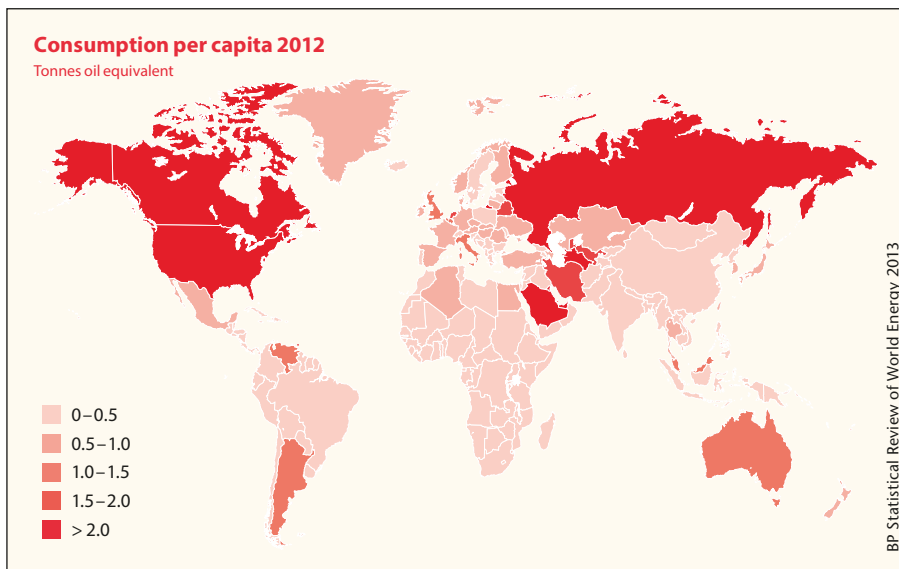 Consumption per capita 2012
Tonnes oil equivalent
0–0.5
0.5–1.0
1.0–1.5
1.5–2.0
> 2.0
BP Statistical Review of World Energy 2013